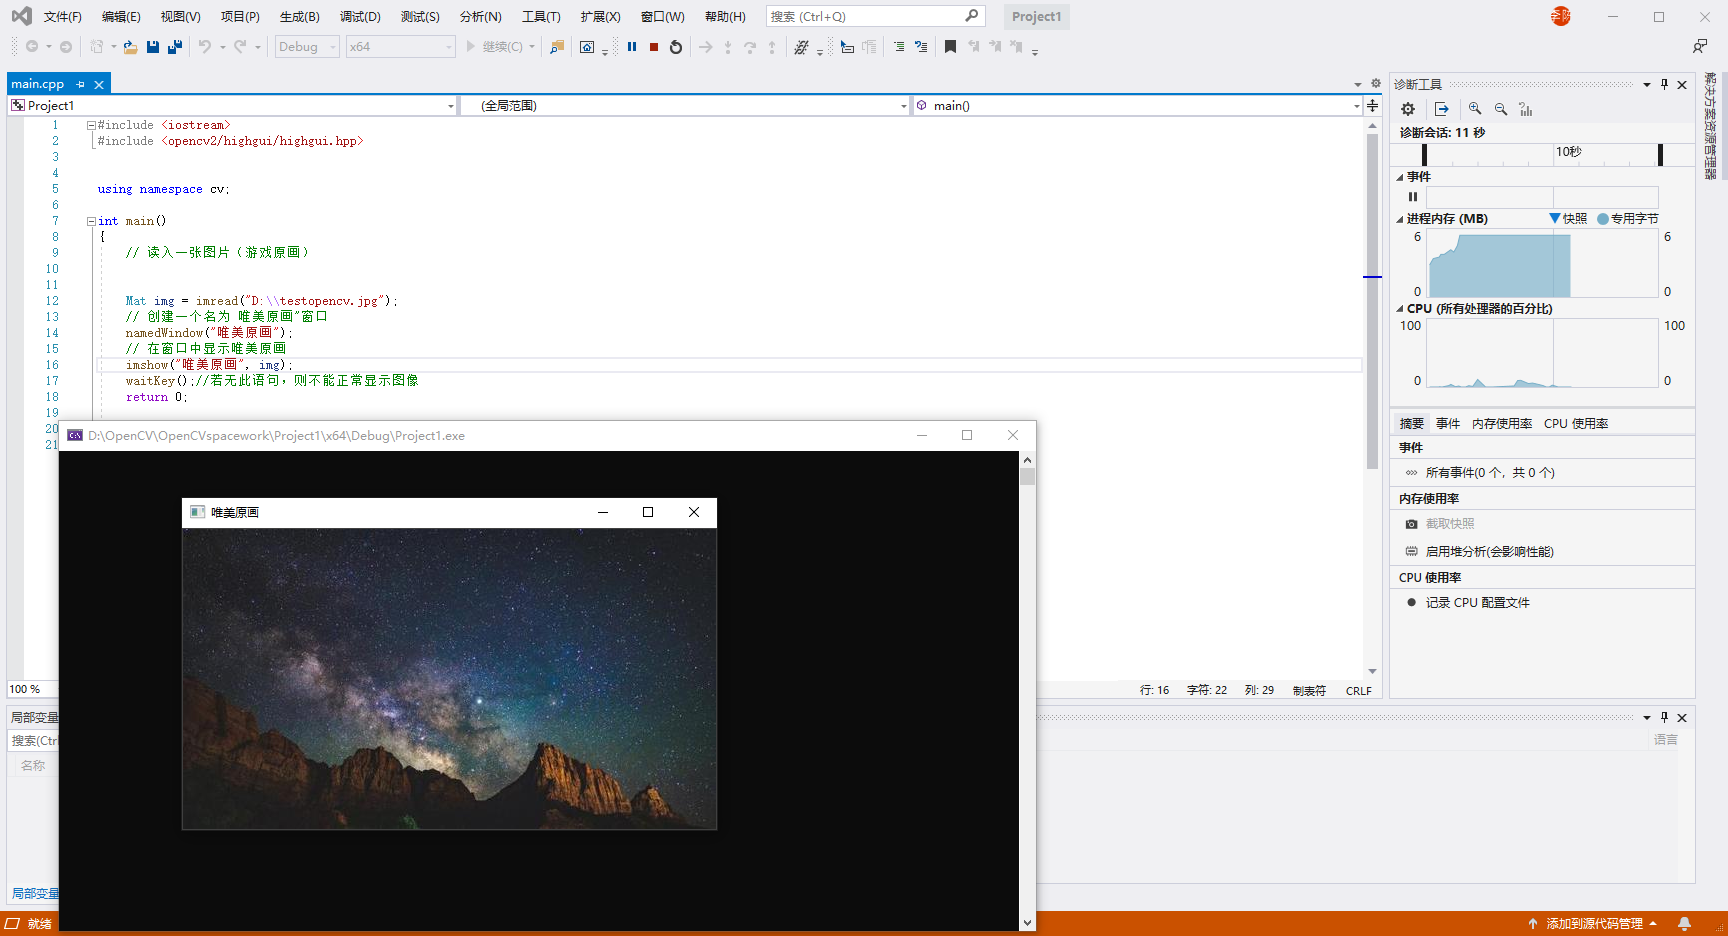 文件(F) 编辑(E) 视图(V) 项目(P) 生成(B) 调试(D) 测试(S) 分析(N) 工具(T) 扩展(X) 窗口(W) 帮助(H) 搜索 (Ctrl+Q) Project1
Debug x64 继续(C)
main.cpp
Project1 (全局范围) main()
1 #include <iostream>
2 #include <opencv2/highgui/highgui.hpp>
3
4
5 using namespace cv;
6
7 int main()
8 {
9 // 读入一张图片（游戏原画）
10
11
12 Mat img = imread("D:\\testopencv.jpg");
13 // 创建一个名为 唯美原画"窗口
14 namedWindow("唯美原画");
15 // 在窗口中显示唯美原画
16 imshow("唯美原画", img);
17 waitKey();//若无此语句，则不能正常显示图像
18 return 0;
19
20
21
D:\OpenCV\OpenCVspacework\Project1\x64\Debug\Project1.exe
唯美原画
100 %
行: 16 字符: 22 列: 29 制表符 CRLF
局部变量
搜索(Ctrl
名称
语言
局部变量
就绪
添加到源代码管理
诊断工具
诊断会话: 11 秒
10秒
事件
进程内存 (MB) 快照 专用字节
6 6
0 0
CPU (所有处理器的百分比)
100 100
0 0
摘要 事件 内存使用率 CPU 使用率
事件
所有事件(0 个，共 0 个)
内存使用率
截取快照
启用堆分析(会影响性能)
CPU 使用率
记录 CPU 配置文件
解决方案资源管理器